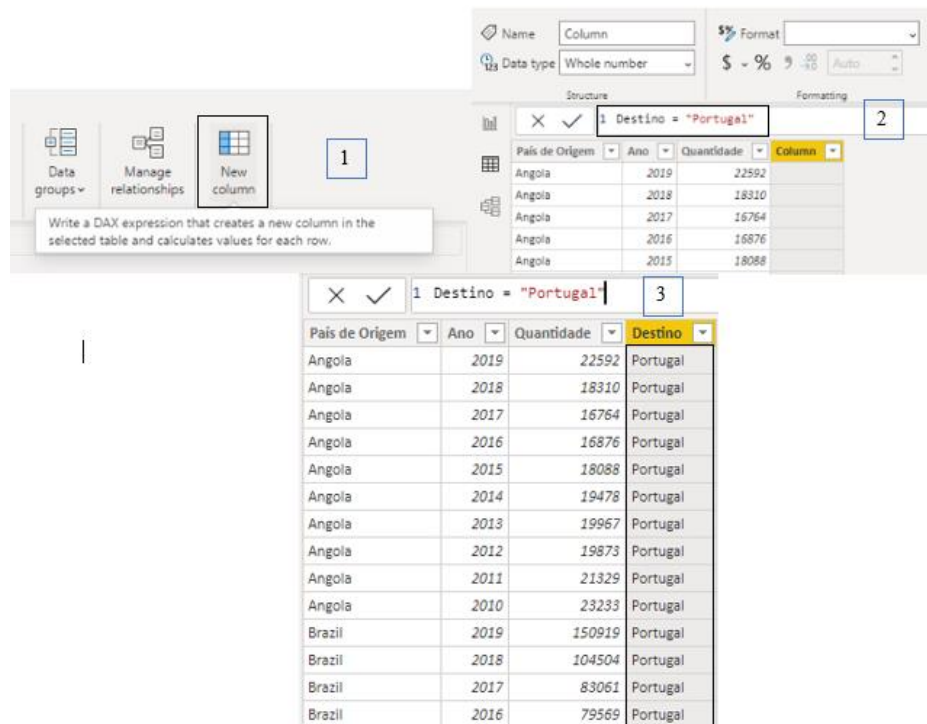 Name Column
Format
Data type Whole number
$ % Auto
Structure Formatting
Data groups
Manage relationships
New column
1
Write a DAX expression that creates a new column in the
selected table and calculates values for each row.
1 Destino = "Portugal"
2
País de Origem Ano Quantidade Column
Angola 2019 22592
Angola 2018 18310
Angola 2017 16764
Angola 2016 16876
Angola 2015 18088
1 Destino = "Portugal"
3
País de Origem Ano Quantidade Destino
Angola 2019 22592 Portugal
Angola 2018 18310 Portugal
Angola 2017 16764 Portugal
Angola 2016 16876 Portugal
Angola 2015 18088 Portugal
Angola 2014 19478 Portugal
Angola 2013 19967 Portugal
Angola 2012 19873 Portugal
Angola 2011 21329 Portugal
Angola 2010 23233 Portugal
Brazil 2019 150919 Portugal
Brazil 2018 104504 Portugal
Brazil 2017 83061 Portugal
Brazil 2016 79569 Portugal